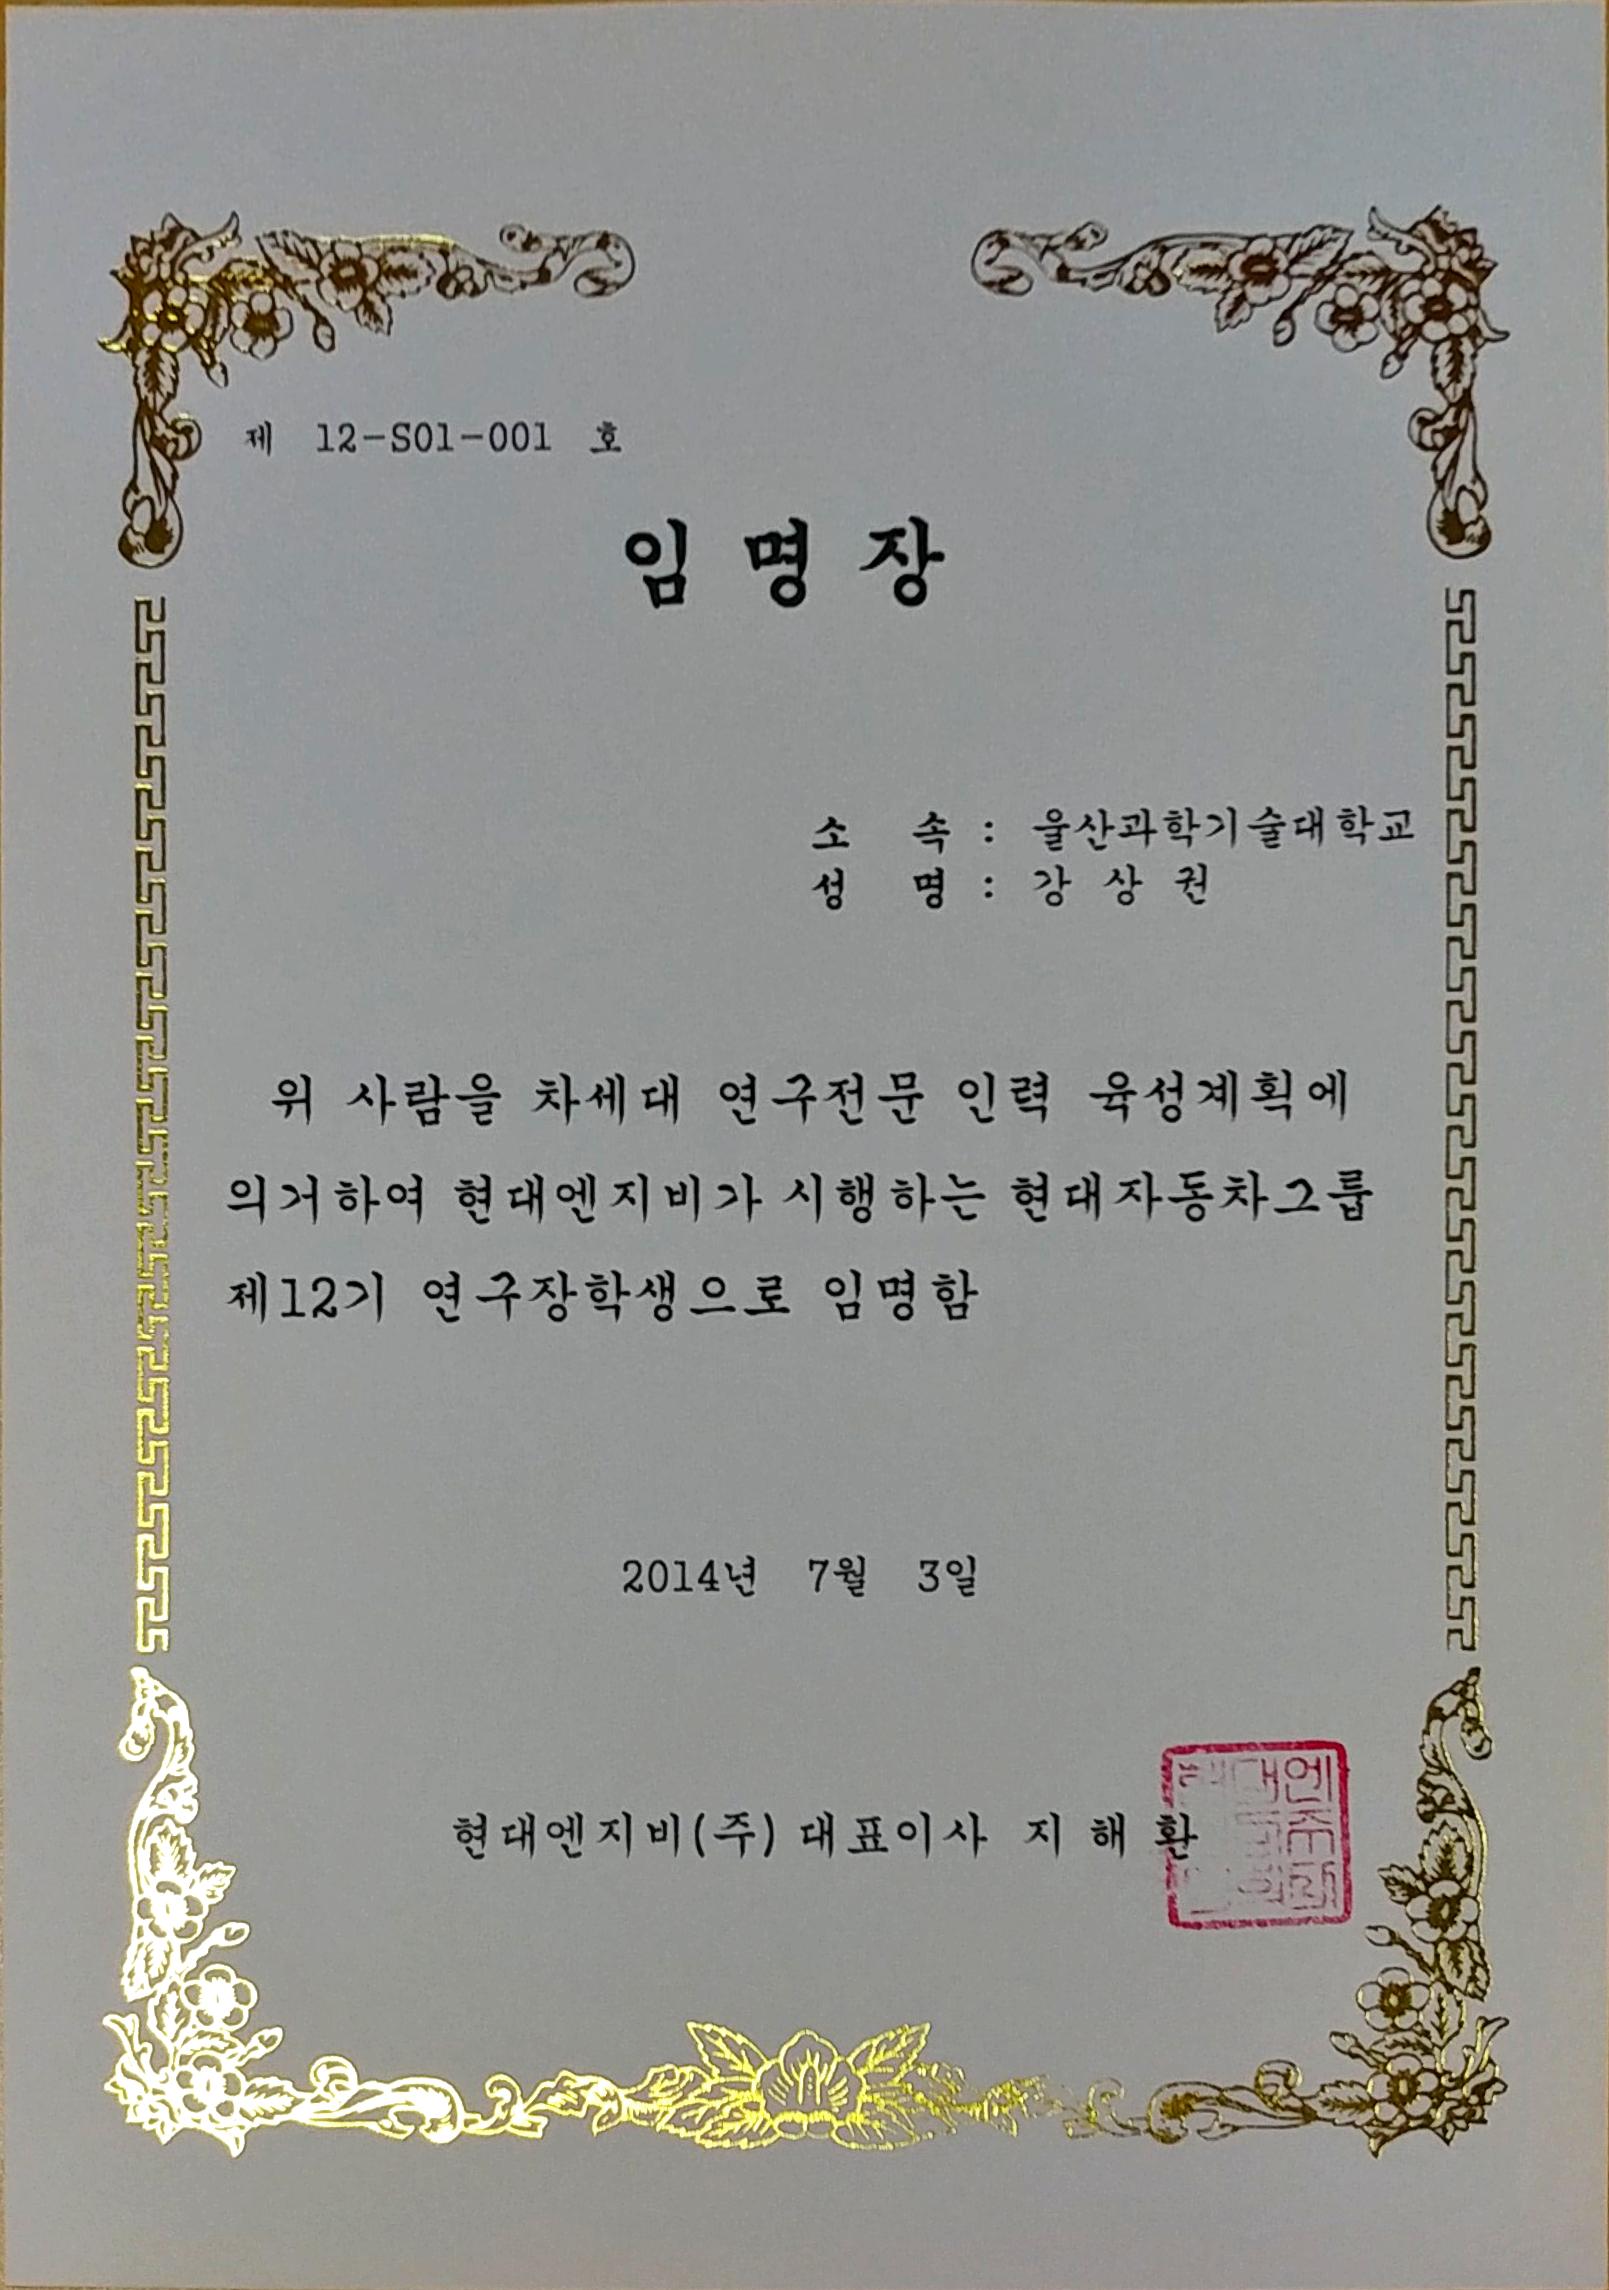 제 12-S01-001 호
임 명 장
소 속 : 울산과학기술대학교
성 명 : 강 상 권
위 사람을 차세대 연구전문 인력 육성계획에
의거하여 현대엔지비가 시행하는 현대자동차그룹
제12기 연구장학생으로 임명함
2014년 7월 3일
현대엔지비(주) 대표이사 지 해 환